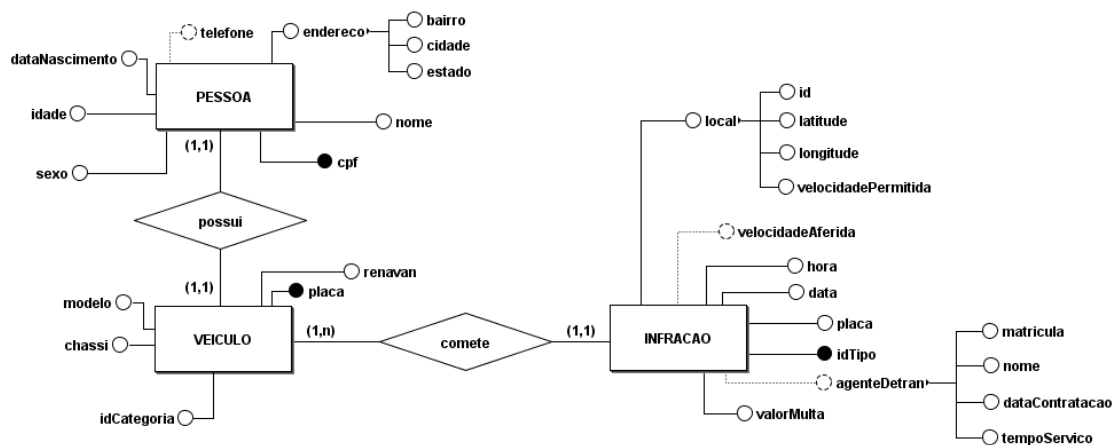 bairro
telefone
endereco
cidade
dataNascimento
estado
PESSOA
idade
nome
(1,1)
cpf
sexo
possui
(1,1)
renavan
placa
modelo
(1,n)
chassi
VEICULO
idCategoria
comete
(1,1)
id
local
latitude
longitude
velocidadePermitida
velocidadeAferida
hora
data
placa
INFRACAO
idTipo
agenteDetran
valorMulta
matricula
nome
dataContratacao
tempoServico